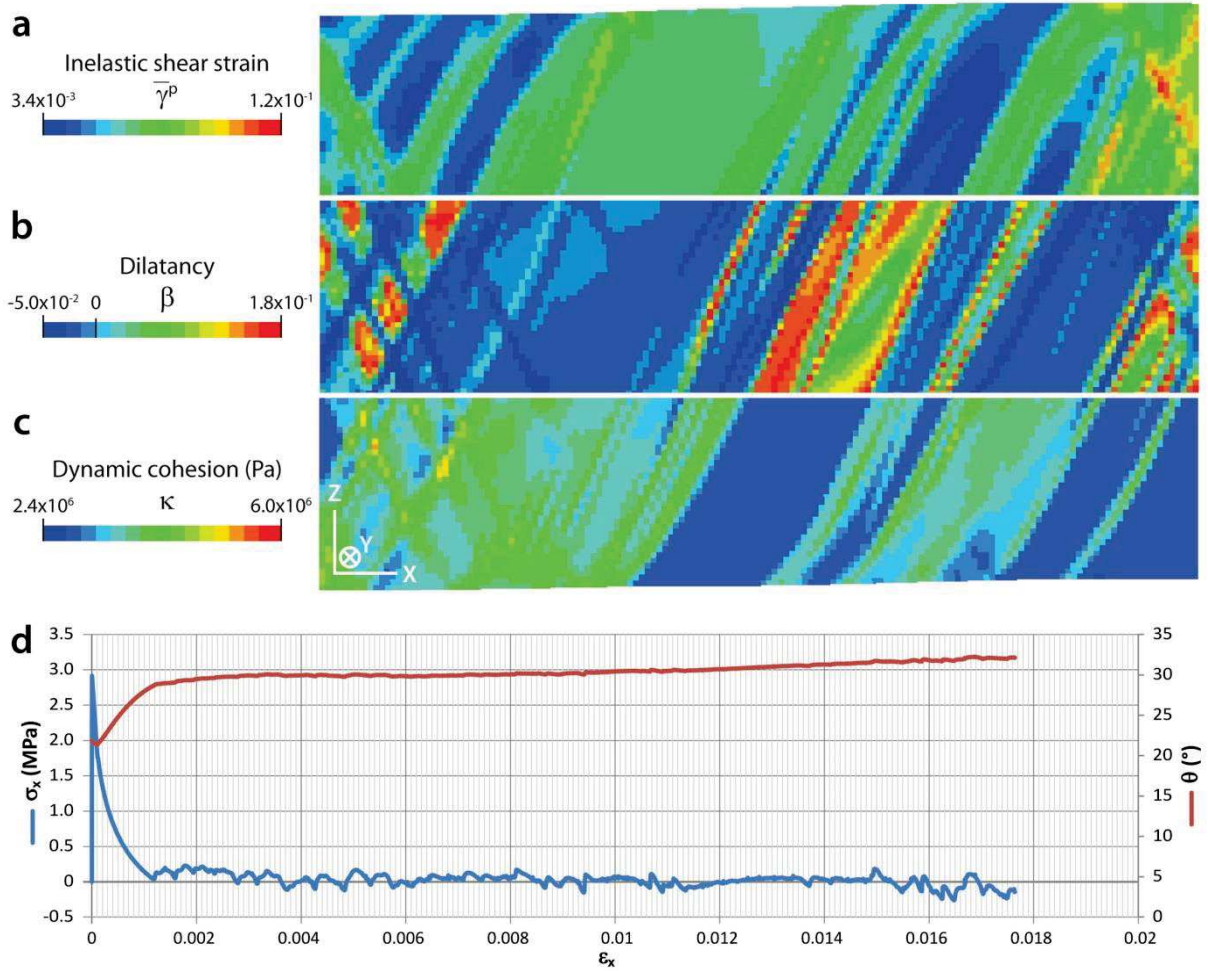 a
Inelastic shear strain
γ̅ᵖ
3.4x10⁻³ 1.2x10⁻¹
b
Dilatancy
-5.0x10⁻² 0 β 1.8x10⁻¹
c
Dynamic cohesion (Pa)
2.4x10⁶ κ 6.0x10⁶
Z
Y
X
d
3.5 35
3.0 30
2.5 25
2.0 20
1.5 15
1.0 10
0.5 5
0
-0.5 0
σₓ (MPa)
θ (°)
0 0.002 0.004 0.006 0.008 0.01 0.012 0.014 0.016 0.018 0.02
εₓ